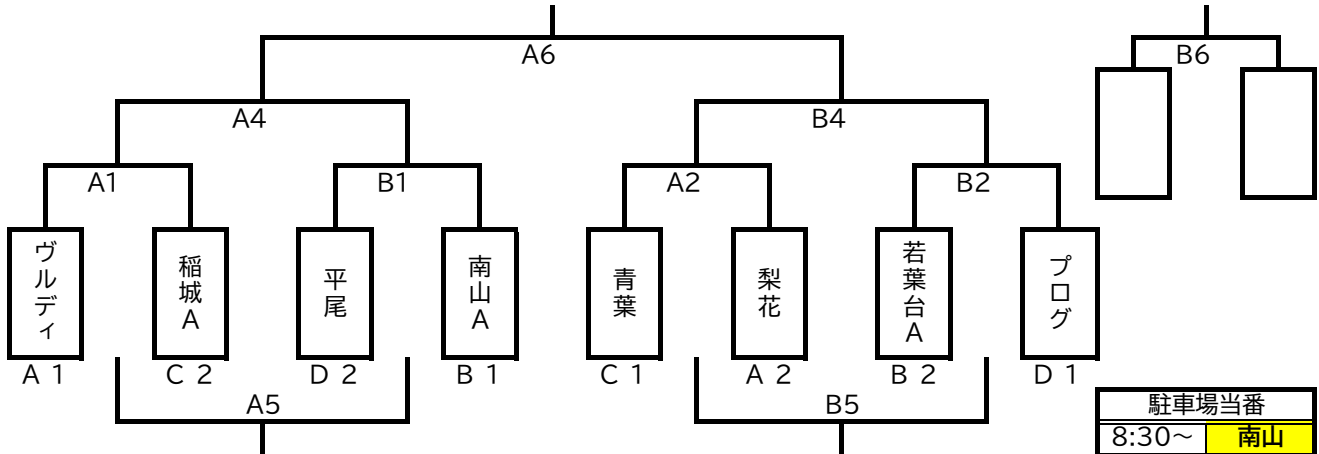 A6
B6
A4
B4
A1
B1
A2
B2
ヴルディ
稲城A
平尾
南山A
青葉
梨花
若葉台A
プログ
A 1
C 2
D 2
B 1
C 1
A 2
B 2
D 1
A5
B5
駐車場当番
8:30～ 南山